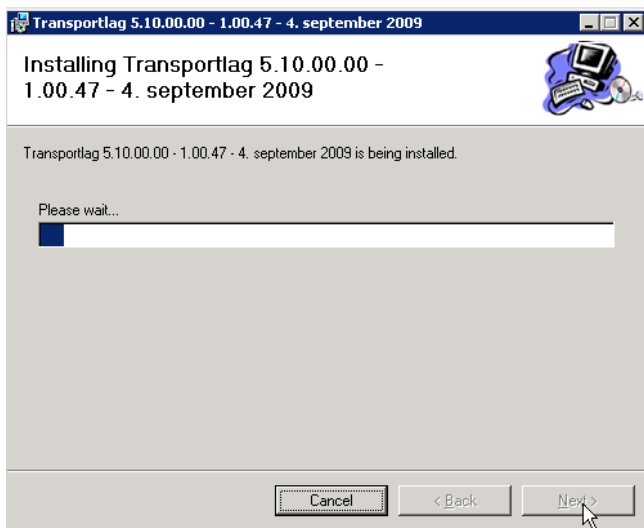 Transportlag 5.10.00.00 - 1.00.47 - 4. september 2009
Installing Transportlag 5.10.00.00 -
1.00.47 - 4. september 2009
Transportlag 5.10.00.00 - 1.00.47 - 4. september 2009 is being installed.
Please wait...
Cancel
< Back
Next >